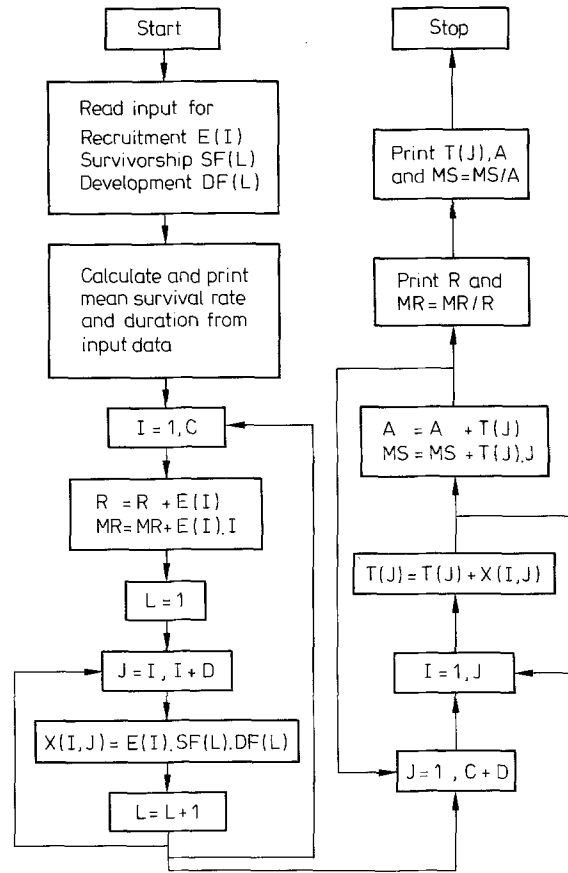 Start
Read input for
Recruitment E(I)
Survivorship SF(L)
Development DF(L)
Calculate and print
mean survival rate
and duration from
input data
I = 1, C
R = R + E(I)
MR=MR+E(I).I
L = 1
J = I, I + D
X(I,J) = E(I).SF(L).DF(L)
L = L+1
Stop
Print T(J), A
and MS=MS/A
Print R and
MR=MR/R
A = A + T(J)
MS=MS + T(J).J
T(J)=T(J)+X(I,J)
I = 1, J
J=1, C+D